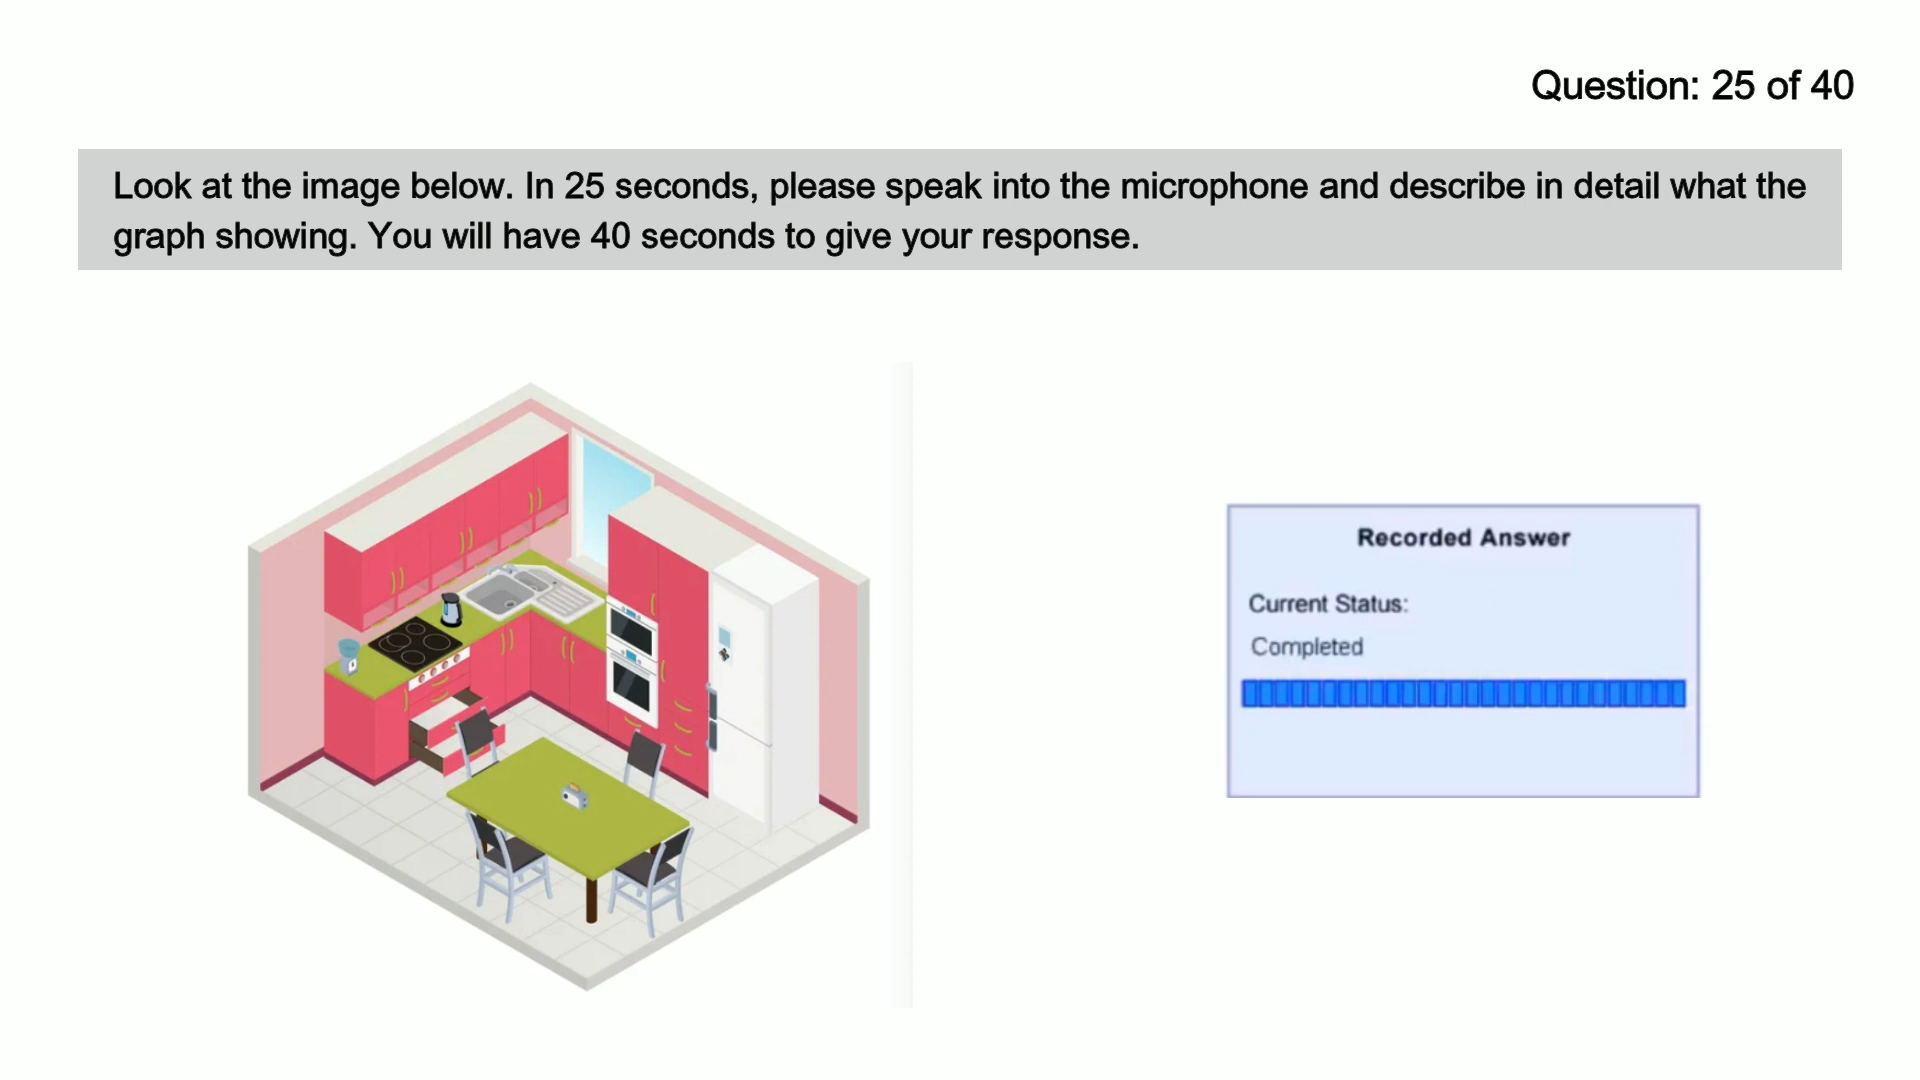 Question: 25 of 40
Look at the image below. In 25 seconds, please speak into the microphone and describe in detail what the
graph showing. You will have 40 seconds to give your response.
Recorded Answer
Current Status:
Completed